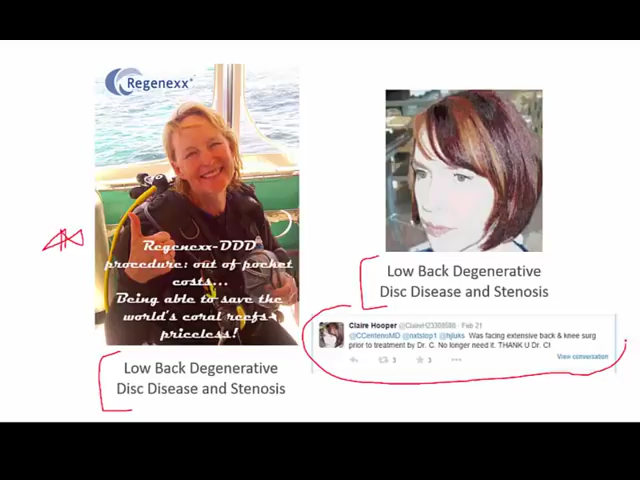 Regenexx®
Regenexx-DDD
procedure: out of pocket
costs...
Being able to save the
world's coral reefs-
priceless!
Low Back Degenerative
Disc Disease and Stenosis
Low Back Degenerative
Disc Disease and Stenosis
Claire Hooper @ClaireH23308586 · Feb 21
@CCentenoMD @nxtstep1 @hjluks Was facing extensive back & knee surg
prior to treatment by Dr. C. No longer need it. THANK U Dr. C!
3 3
View conversation